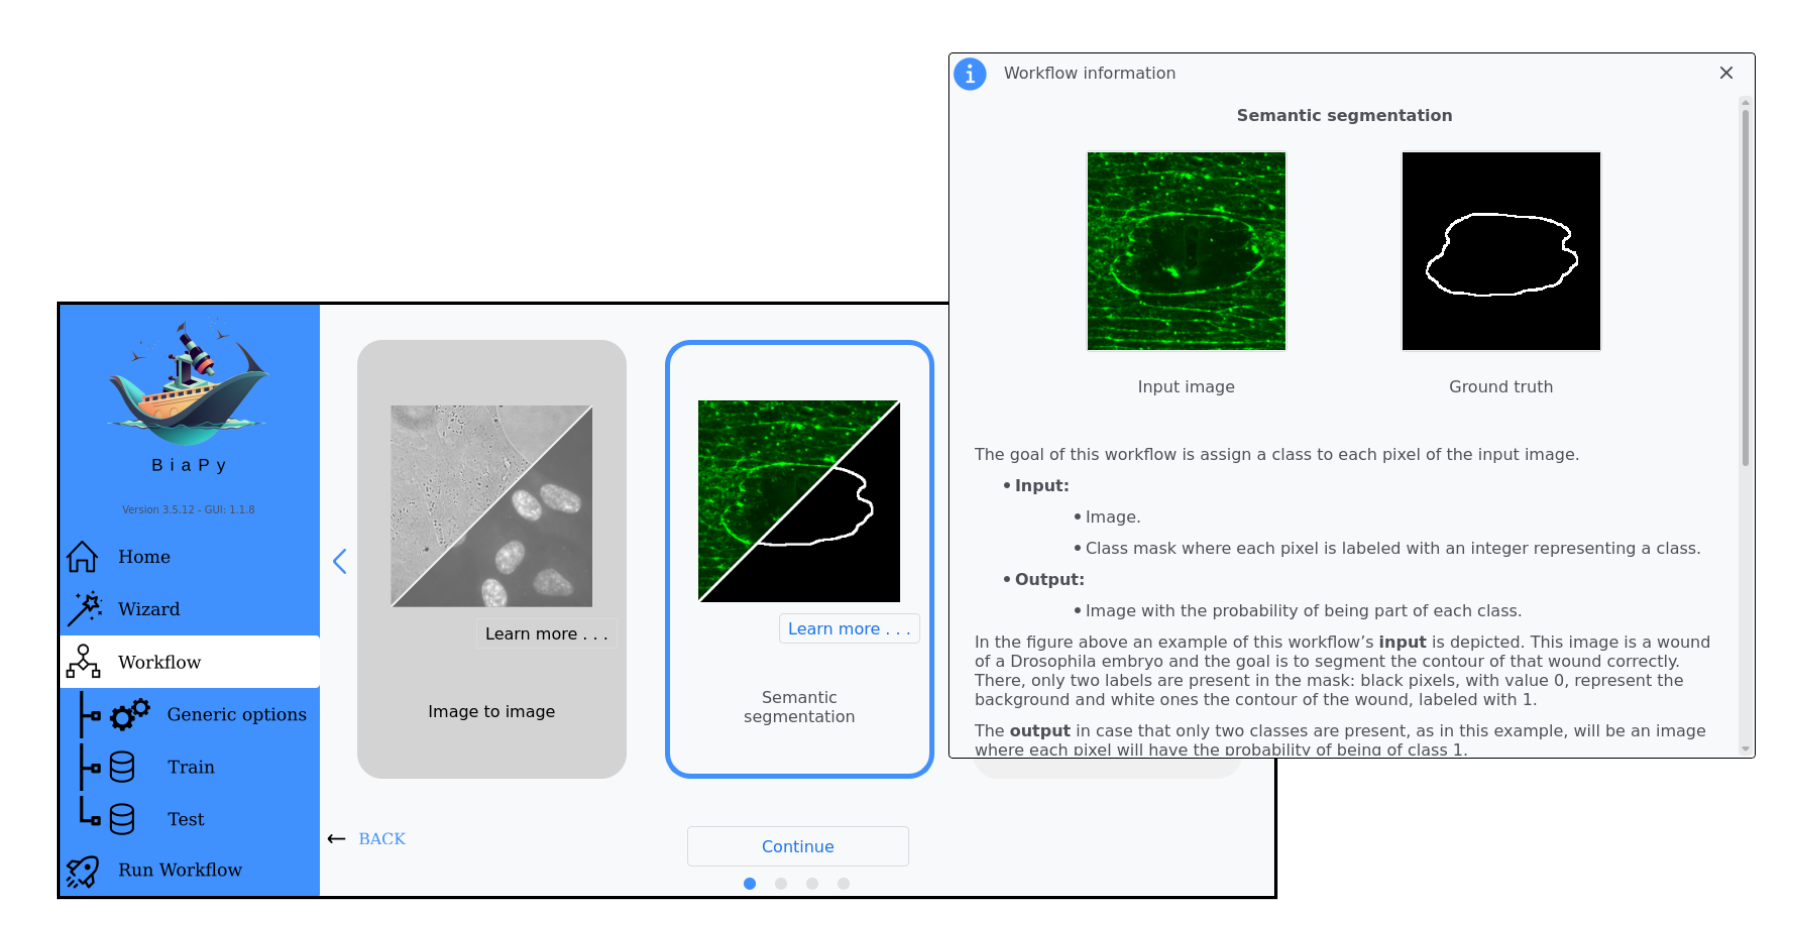 Workflow information
Semantic segmentation
Input image
Ground truth
The goal of this workflow is assign a class to each pixel of the input image.
• Input:
• Image.
• Class mask where each pixel is labeled with an integer representing a class.
• Output:
• Image with the probability of being part of each class.
In the figure above an example of this workflow's input is depicted. This image is a wound
of a Drosophila embryo and the goal is to segment the contour of that wound correctly.
There, only two labels are present in the mask: black pixels, with value 0, represent the
background and white ones the contour of the wound, labeled with 1.
The output in case that only two classes are present, as in this example, will be an image
where each pixel will have the probability of being of class 1.
BiaPy
Version 3.5.12 - GUI: 1.1.8
Home
Wizard
Workflow
Generic options
Train
Test
Run Workflow
Learn more . . .
Image to image
Learn more . . .
Semantic
segmentation
← BACK
Continue